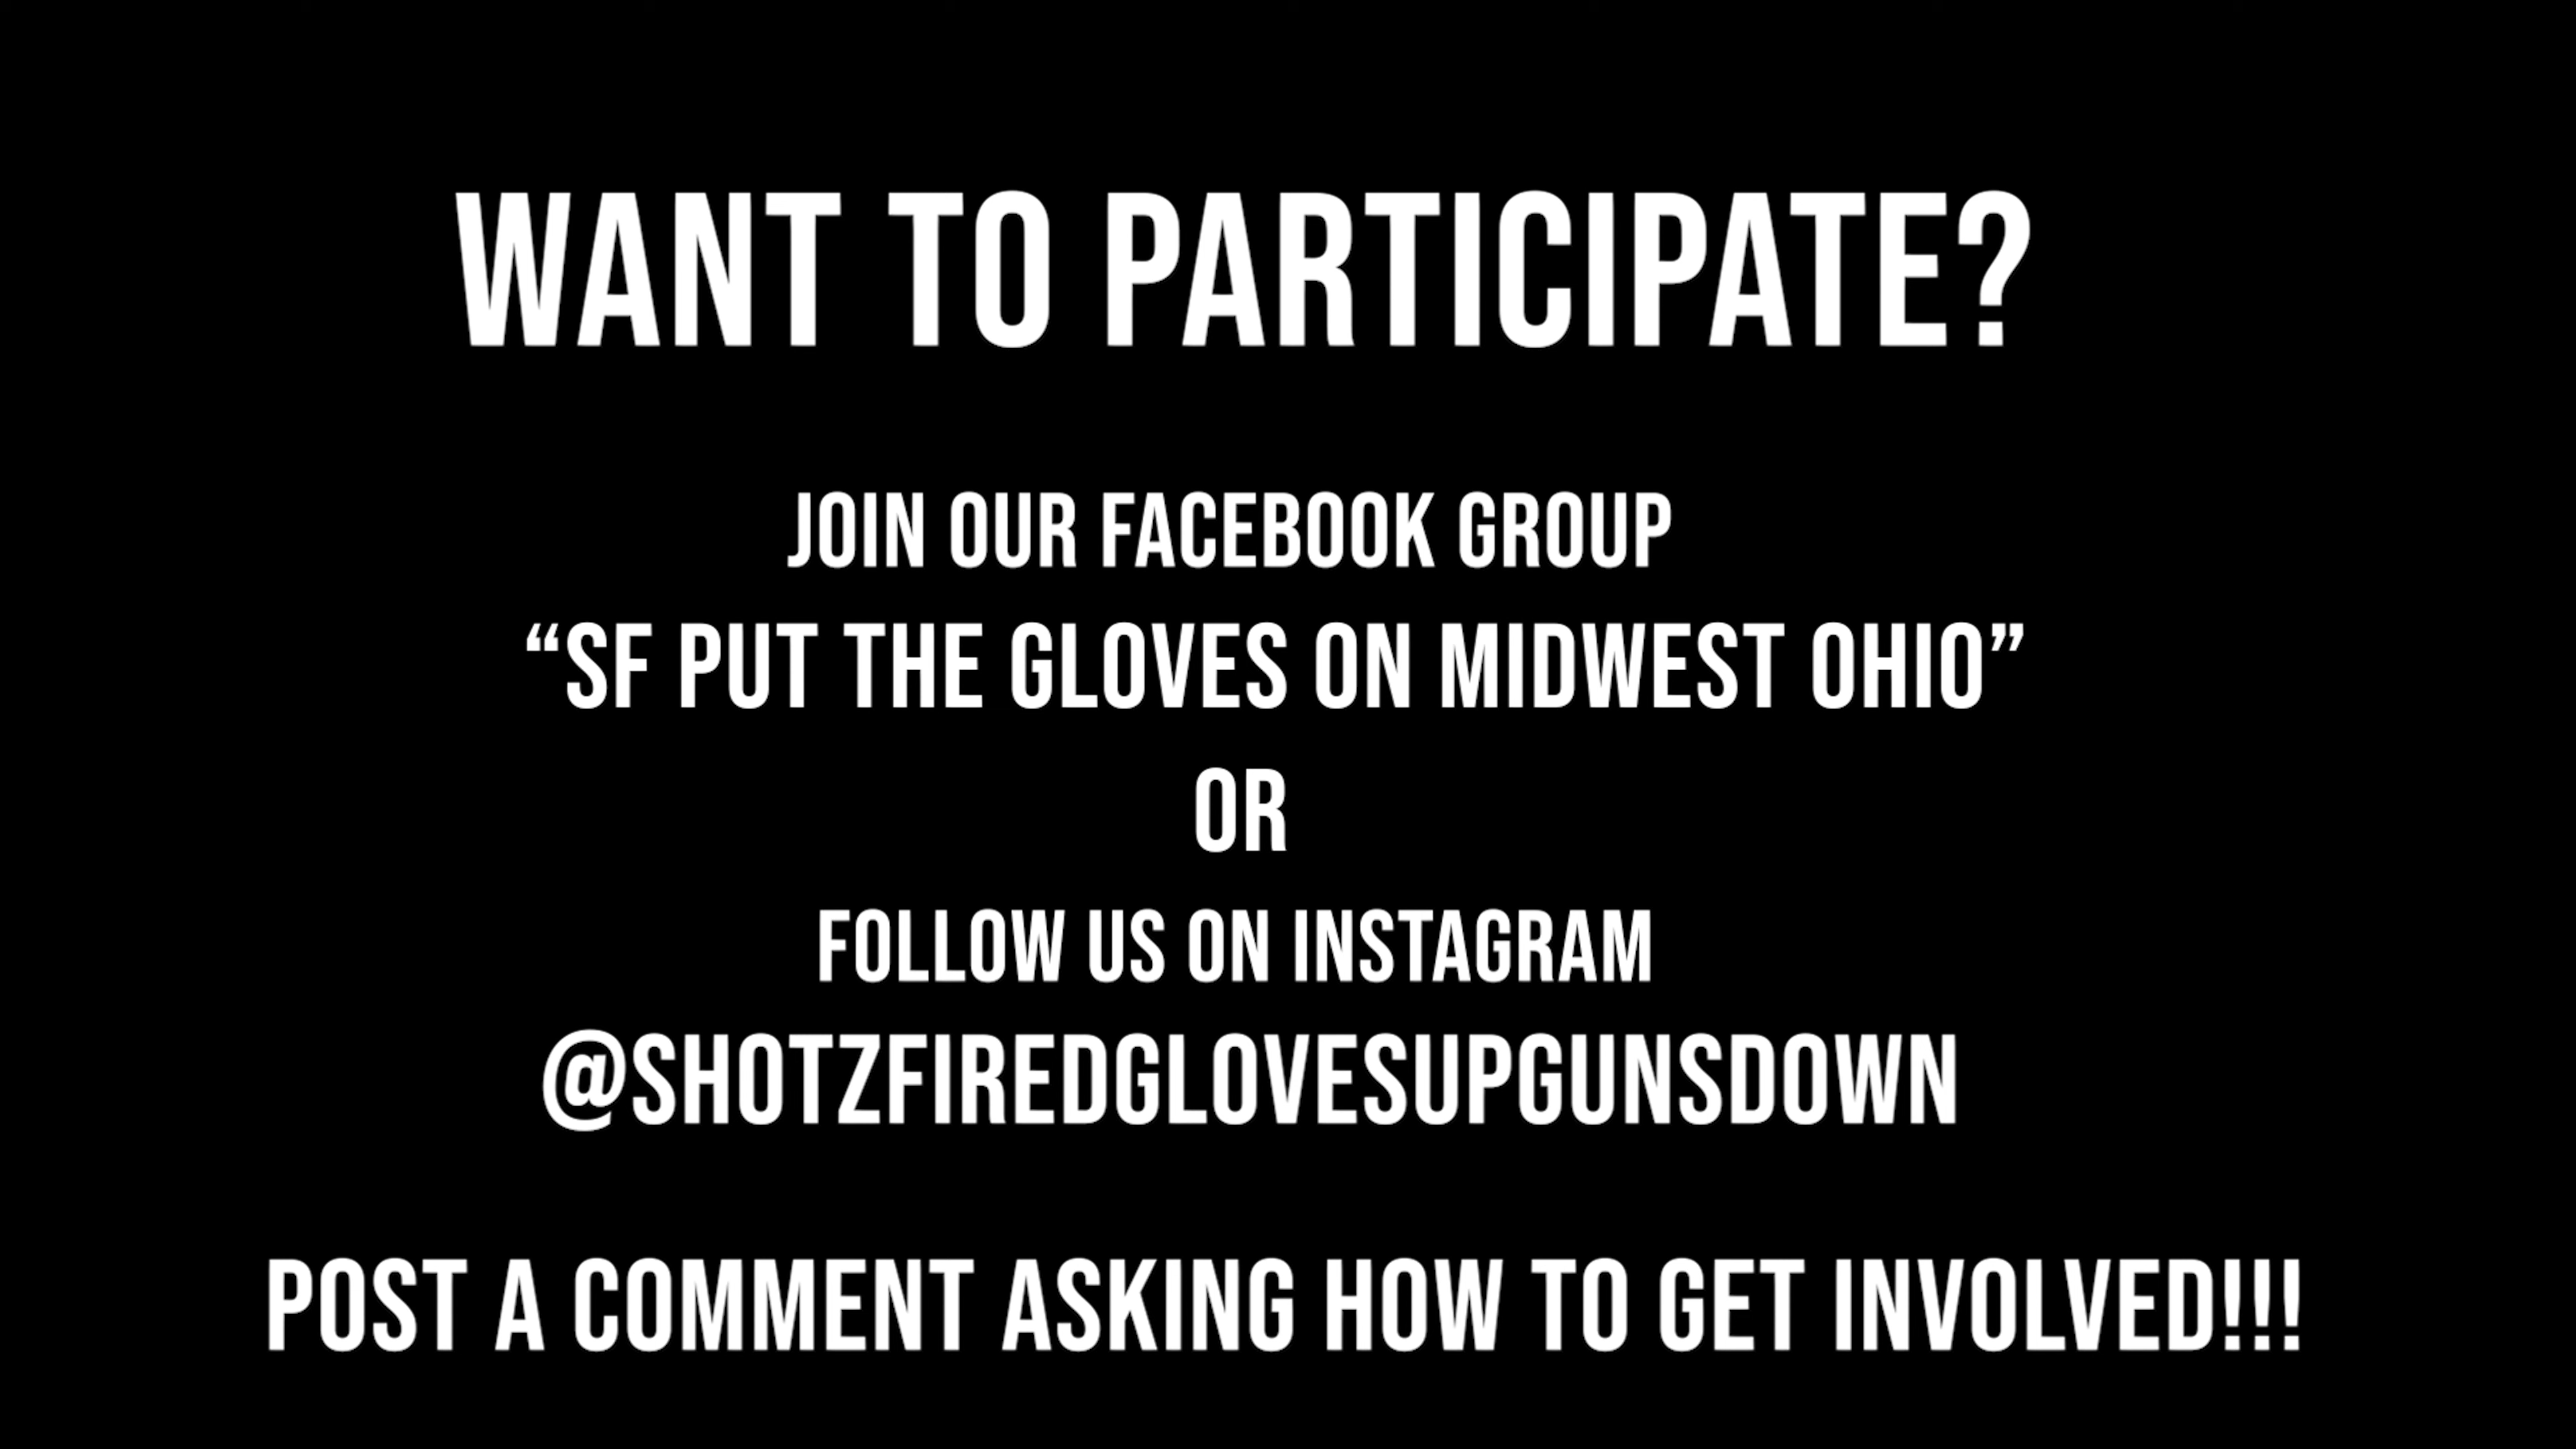 WANT TO PARTICIPATE?
JOIN OUR FACEBOOK GROUP
“SF PUT THE GLOVES ON MIDWEST OHIO”
OR
FOLLOW US ON INSTAGRAM
@SHOTZFIREDGLOVESUPGUNSDOWN
POST A COMMENT ASKING HOW TO GET INVOLVED!!!